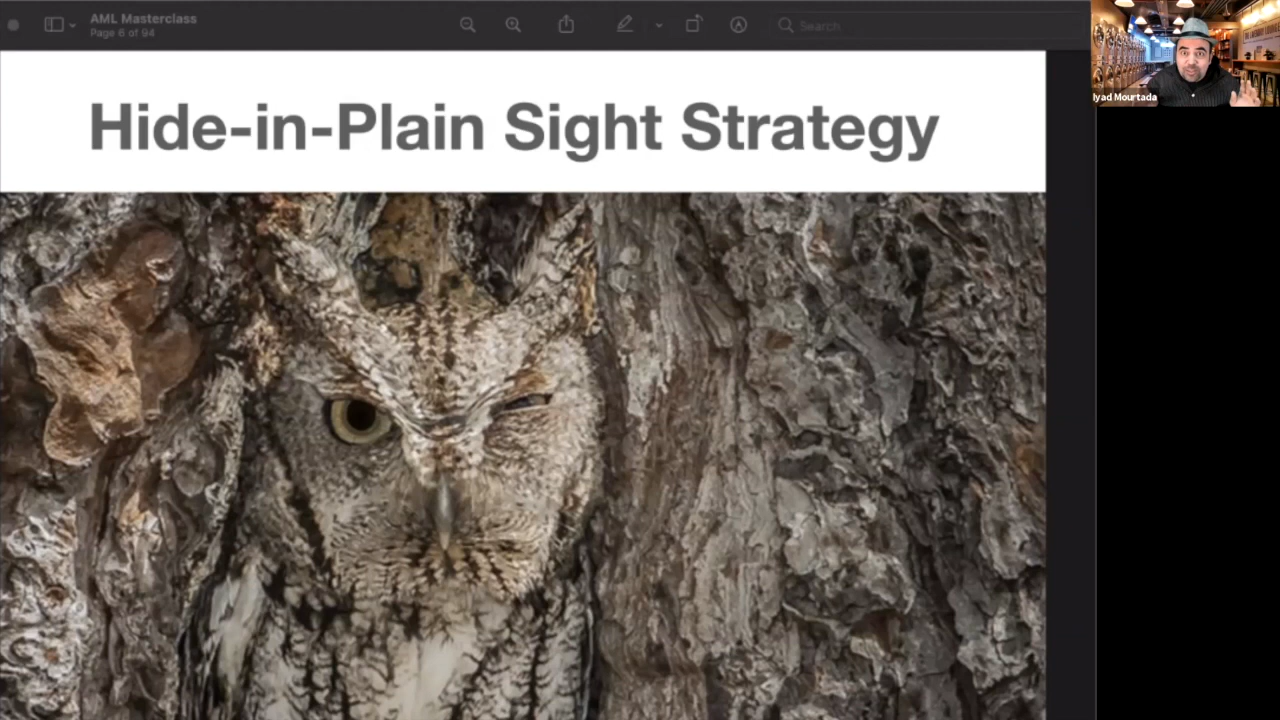 AML Masterclass
Page 6 of 94
Search
Iyad Mourtada
Hide-in-Plain Sight Strategy